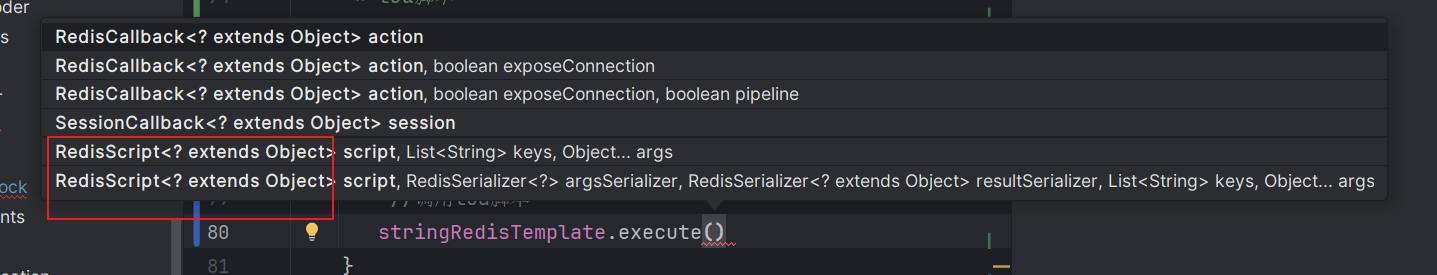 oder
s
RedisCallback<? extends Object> action
RedisCallback<? extends Object> action, boolean exposeConnection
RedisCallback<? extends Object> action, boolean exposeConnection, boolean pipeline
SessionCallback<? extends Object> session
RedisScript<? extends Object> script, List<String> keys, Object... args
RedisScript<? extends Object> script, RedisSerializer<?> argsSerializer, RedisSerializer<? extends Object> resultSerializer, List<String> keys, Object... args
ock
nts
80 stringRedisTemplate.execute()
81 }